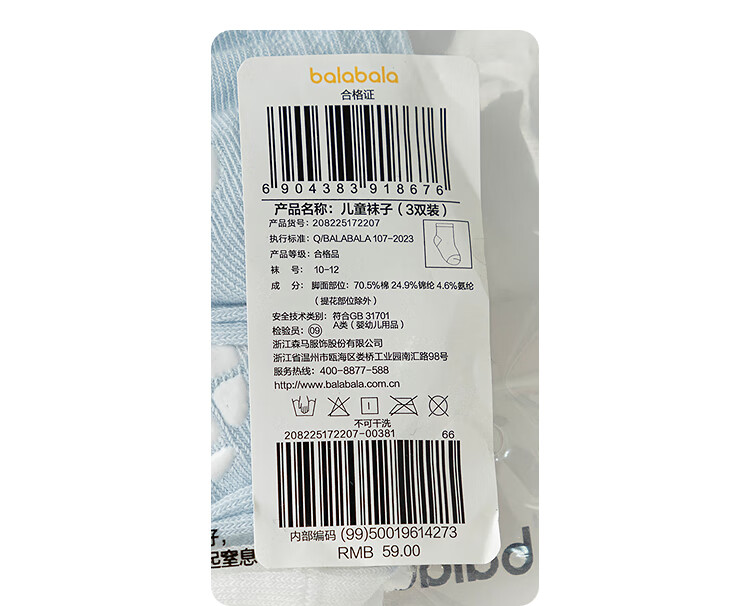 balabala
合格证
6 904383 918676
产品名称：儿童袜子（3双装）
产品货号：208225172207
执行标准：Q/BALABALA 107-2023
产品等级：合格品
袜 号：10-12
成 分：脚面部位：70.5%棉 24.9%锦纶 4.6%氨纶
（提花部位除外）
安全技术类别：符合GB 31701
A类（婴幼儿用品）
检验员：09
浙江森马服饰股份有限公司
浙江省温州市瓯海区娄桥工业园南汇路98号
服务热线：400-8877-588
http://www.balabala.com.cn
不可干洗
208225172207-00381 66
内部编码 (99)50019614273
RMB 59.00
起窒息
balab